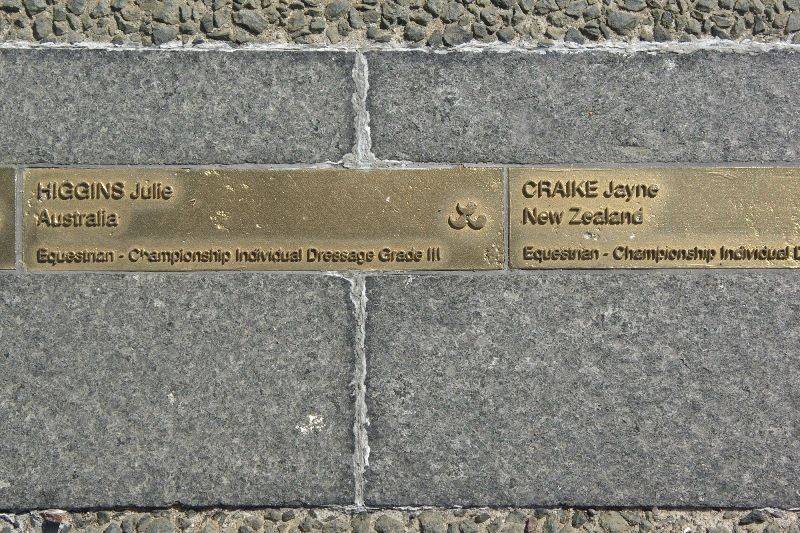 HIGGINS Julie
Australia
Equestrian - Championship Individual Dressage Grade III
CRAIKE Jayne
New Zealand
Equestrian - Championship Individual D